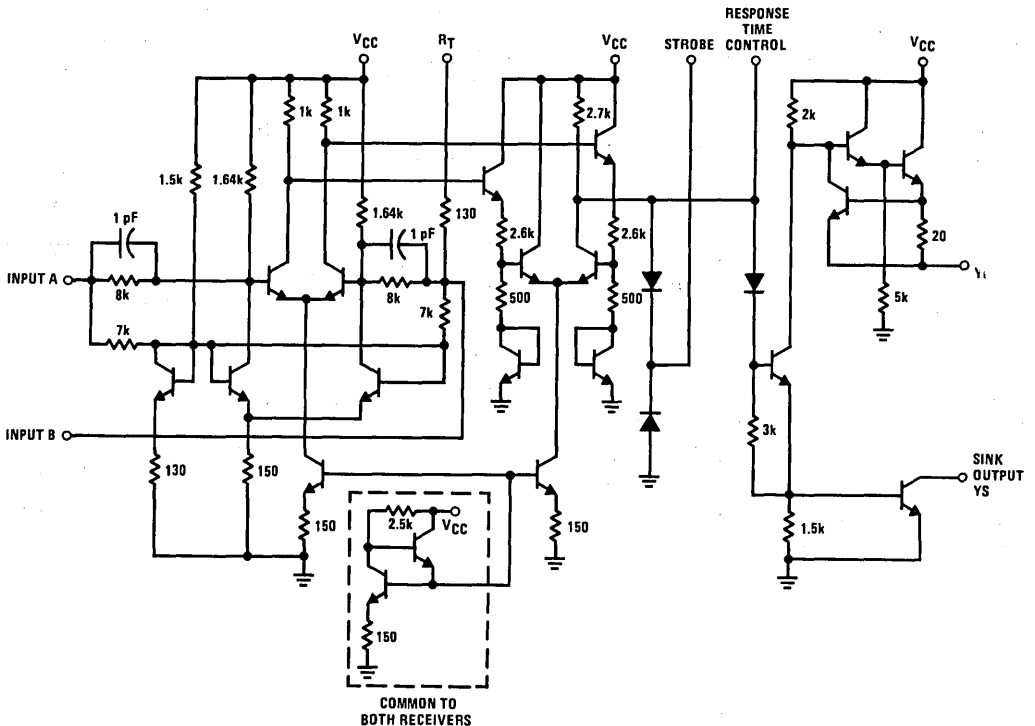 RESPONSE
TIME
CONTROL
VCC
RT
VCC
STROBE
VCC
1k
1k
2.7k
2k
1.5k
1.64k
1.64k
130
1 pF
1 pF
2.6k
2.6k
20
INPUT A
8k
8k
500
500
5k
7k
7k
INPUT B
3k
130
150
150
2.5k
VCC
150
1.5k
SINK
OUTPUT
YS
150
COMMON TO
BOTH RECEIVERS